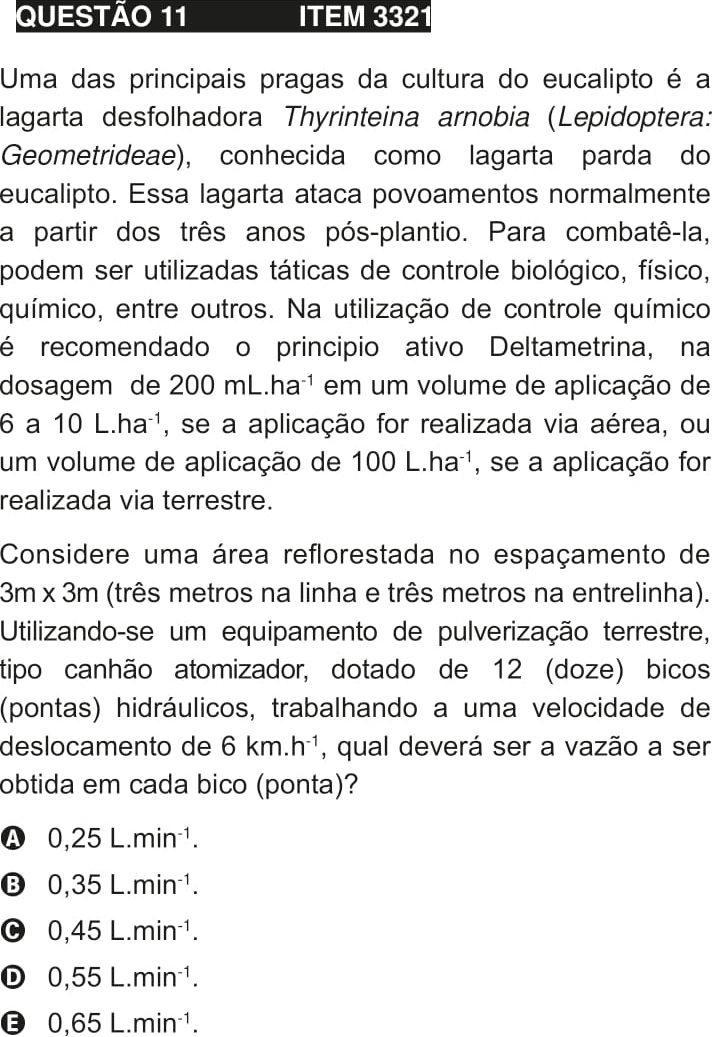 QUESTÃO 11 ITEM 3321
Uma das principais pragas da cultura do eucalipto é a
lagarta desfolhadora Thyrinteina arnobia (Lepidoptera:
Geometrideae), conhecida como lagarta parda do
eucalipto. Essa lagarta ataca povoamentos normalmente
a partir dos três anos pós-plantio. Para combatê-la,
podem ser utilizadas táticas de controle biológico, físico,
químico, entre outros. Na utilização de controle químico
é recomendado o principio ativo Deltametrina, na
dosagem de 200 mL.ha⁻¹ em um volume de aplicação de
6 a 10 L.ha⁻¹, se a aplicação for realizada via aérea, ou
um volume de aplicação de 100 L.ha⁻¹, se a aplicação for
realizada via terrestre.
Considere uma área reflorestada no espaçamento de
3m x 3m (três metros na linha e três metros na entrelinha).
Utilizando-se um equipamento de pulverização terrestre,
tipo canhão atomizador, dotado de 12 (doze) bicos
(pontas) hidráulicos, trabalhando a uma velocidade de
deslocamento de 6 km.h⁻¹, qual deverá ser a vazão a ser
obtida em cada bico (ponta)?
A 0,25 L.min⁻¹.
B 0,35 L.min⁻¹.
C 0,45 L.min⁻¹.
D 0,55 L.min⁻¹.
E 0,65 L.min⁻¹.